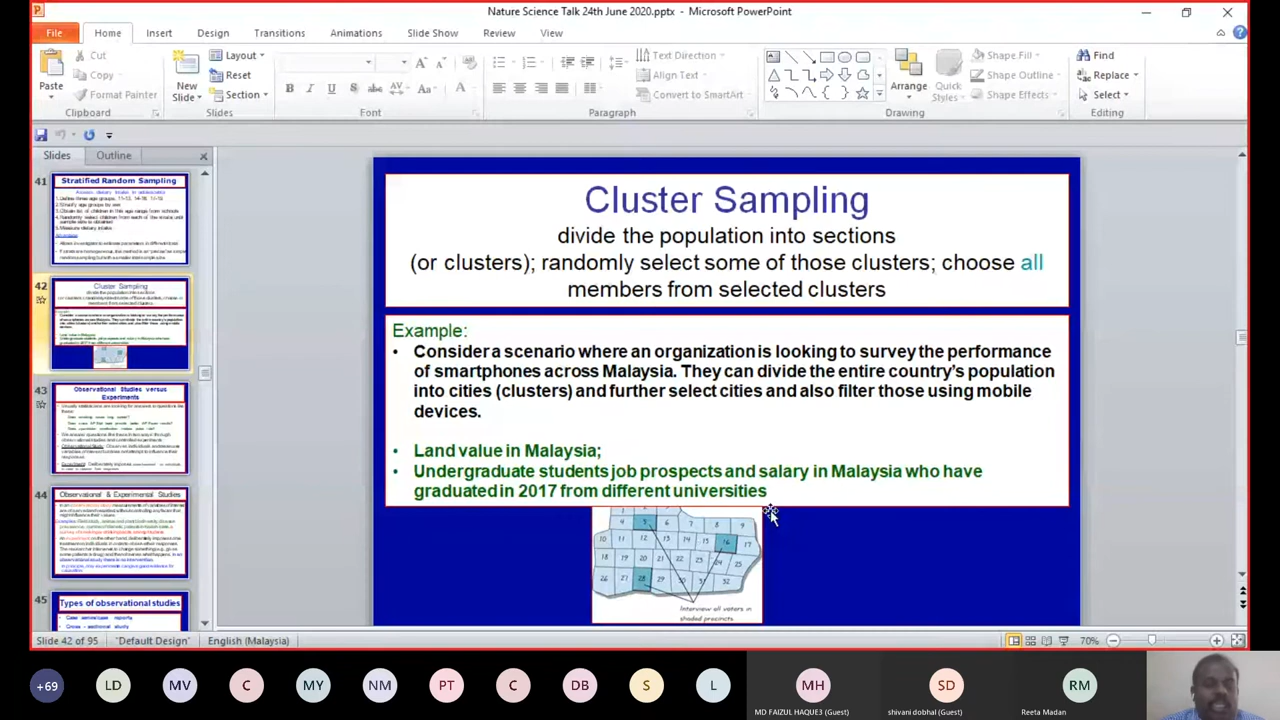 Nature Science Talk 24th June 2020.pptx - Microsoft PowerPoint
File Home Insert Design Transitions Animations Slide Show Review View
Paste
Cut
Copy
Format Painter
Clipboard
New Slide
Layout
Reset
Section
Slides
Font
Paragraph
Text Direction
Align Text
Convert to SmartArt
Arrange
Quick Styles
Shape Fill
Shape Outline
Shape Effects
Drawing
Find
Replace
Select
Editing
Slides Outline
41
Stratified Random Sampling
42
Cluster Sampling
43
Observational Studies versus
Experiments
44
Observational & Experimental Studies
45
Types of observational studies
Cluster Sampling
divide the population into sections
(or clusters); randomly select some of those clusters; choose all
members from selected clusters
Example:
• Consider a scenario where an organization is looking to survey the performance
of smartphones across Malaysia. They can divide the entire country's population
into cities (clusters) and further select cities and also filter those using mobile
devices.
• Land value in Malaysia;
• Undergraduate students job prospects and salary in Malaysia who have
graduated in 2017 from different universities
Interview all voters in
shaded precincts.
Slide 42 of 95 "Default Design" English (Malaysia) 70%
+69 LD MV C MY NM PT C DB S L MH SD RM
MD FAIZUL HAQUE3 (Guest) shivani dobhal (Guest) Reeta Madan